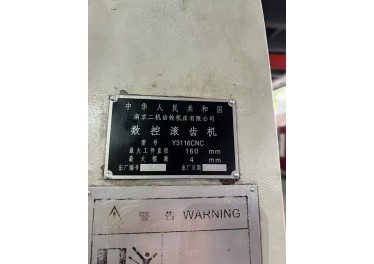 中华人民共和国
南京二机齿轮机床有限公司
数控滚齿机
型号 Y3116CNC
最大工件直径 160 mm
最大模数 4 mm
出厂编号 出厂日期
警告 WARNING